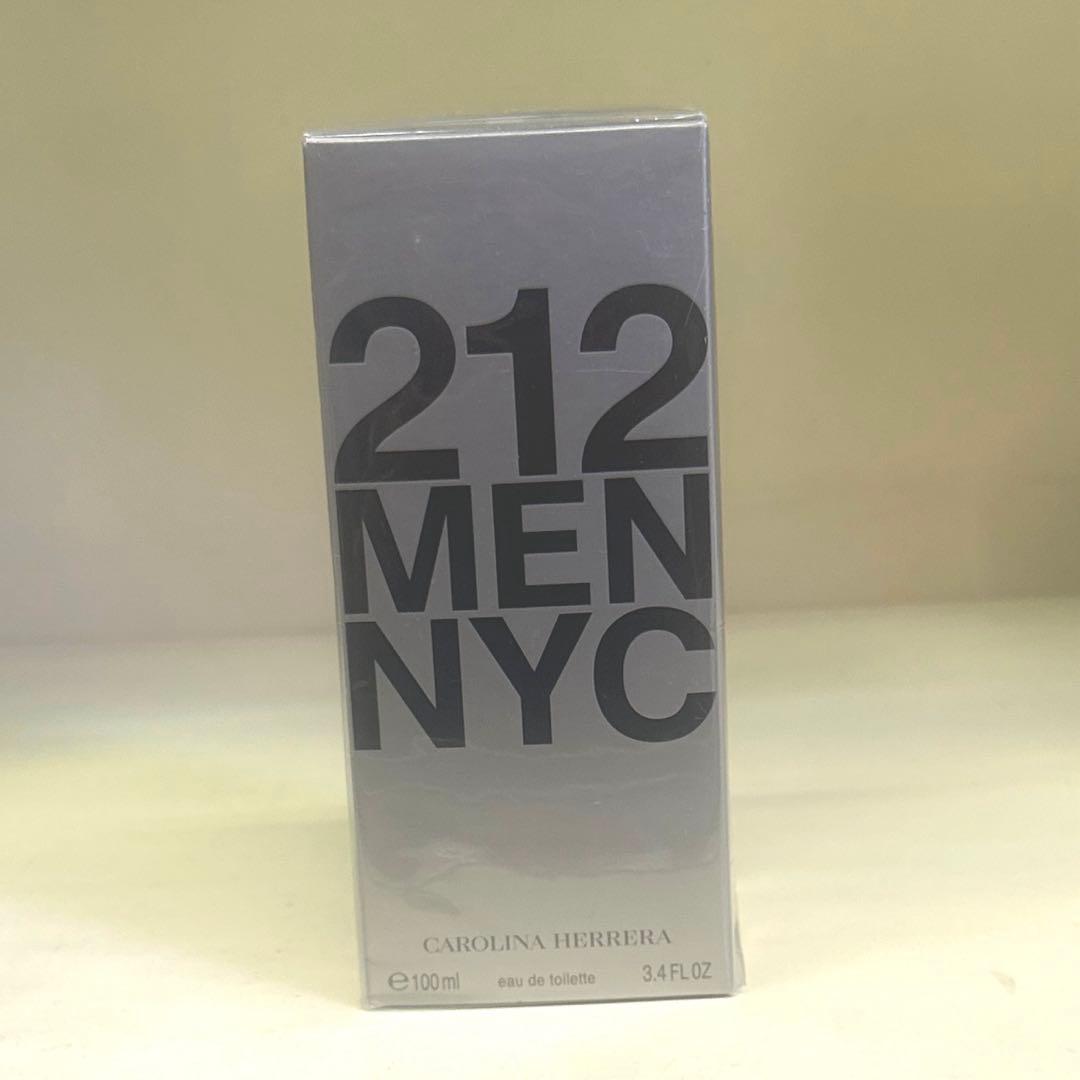 212
MEN
NYC
CAROLINA HERRERA
℮100ml eau de toilette 3.4 FL OZ